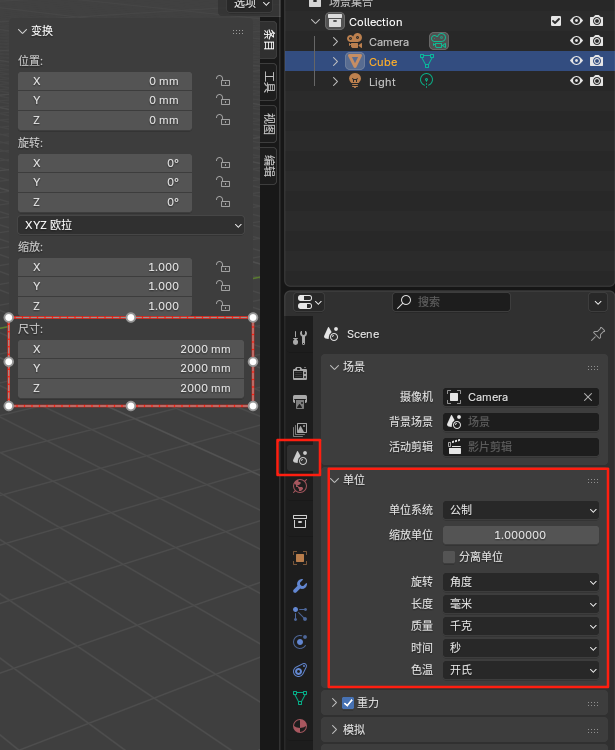 选项
变换
位置:
X 0 mm
Y 0 mm
Z 0 mm
旋转:
X 0°
Y 0°
Z 0°
XYZ 欧拉
缩放:
X 1.000
Y 1.000
Z 1.000
尺寸:
X 2000 mm
Y 2000 mm
Z 2000 mm
条目
工具
视图
编辑
场景集合
Collection
Camera
Cube
Light
搜索
Scene
场景
摄像机 Camera
背景场景 场景
活动剪辑 影片剪辑
单位
单位系统 公制
缩放单位 1.000000
分离单位
旋转 角度
长度 毫米
质量 千克
时间 秒
色温 开氏
重力
模拟